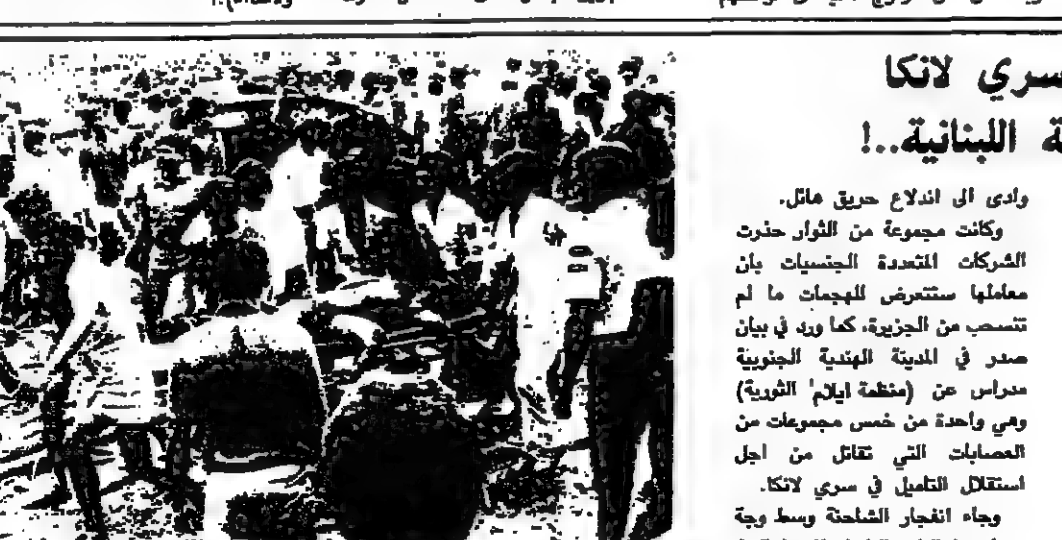 سري لانكا
اللبنانية..!
وادى الى اندلاع حريق هائل.
وكانت مجموعة من الثوار حذرت
الشركات المتعددة الجنسيات بان
معاملها ستتعرض للهجمات ما لم
تنسحب من الجزيرة، كما ورد في بيان
صدر في المدينة الهندية الجنوبية
مدراس عن (منظمة ايلام الثورية)
وهي واحدة من خمس مجموعات من
العصابات التي تقاتل من اجل
استقلال التاميل في سري لانكا.
وجاء انفجار الشاحنة وسط وجة